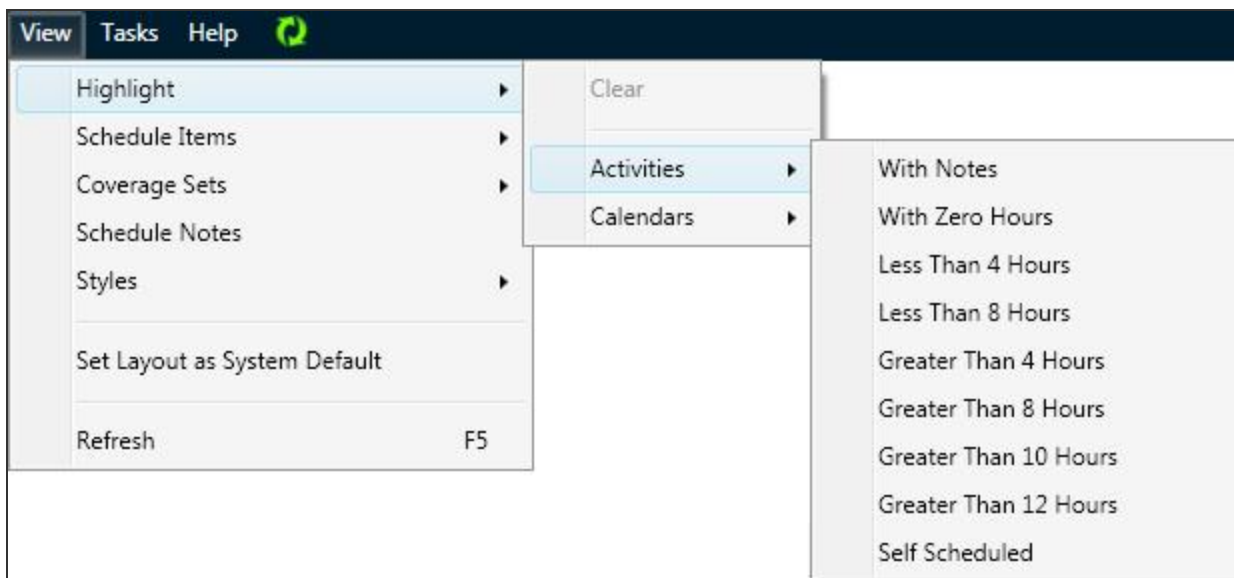 View Tasks Help
Highlight
Schedule Items
Coverage Sets
Schedule Notes
Styles
Set Layout as System Default
Refresh F5
Clear
Activities
Calendars
With Notes
With Zero Hours
Less Than 4 Hours
Less Than 8 Hours
Greater Than 4 Hours
Greater Than 8 Hours
Greater Than 10 Hours
Greater Than 12 Hours
Self Scheduled